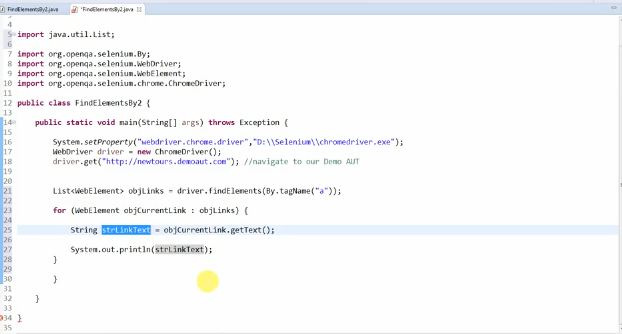 FindElementsBy2.java *FindElementsBy2.java
3
4
5 import java.util.List;
6
7 import org.openqa.selenium.By;
8 import org.openqa.selenium.WebDriver;
9 import org.openqa.selenium.WebElement;
10 import org.openqa.selenium.chrome.ChromeDriver;
11
12 public class FindElementsBy2 {
13
14 public static void main(String[] args) throws Exception {
15
16 System.setProperty("webdriver.chrome.driver","D:\\Selenium\\chromedriver.exe");
17 WebDriver driver = new ChromeDriver();
18 driver.get("http://newtours.demoaut.com"); //navigate to our Demo AUT
19
20
21 List<WebElement> objLinks = driver.findElements(By.tagName("a"));
22
23 for (WebElement objCurrentLink : objLinks) {
24
25 String strLinkText = objCurrentLink.getText();
26
27 System.out.println(strLinkText);
28 }
29
30 }
31
32 }
33
34 }
35